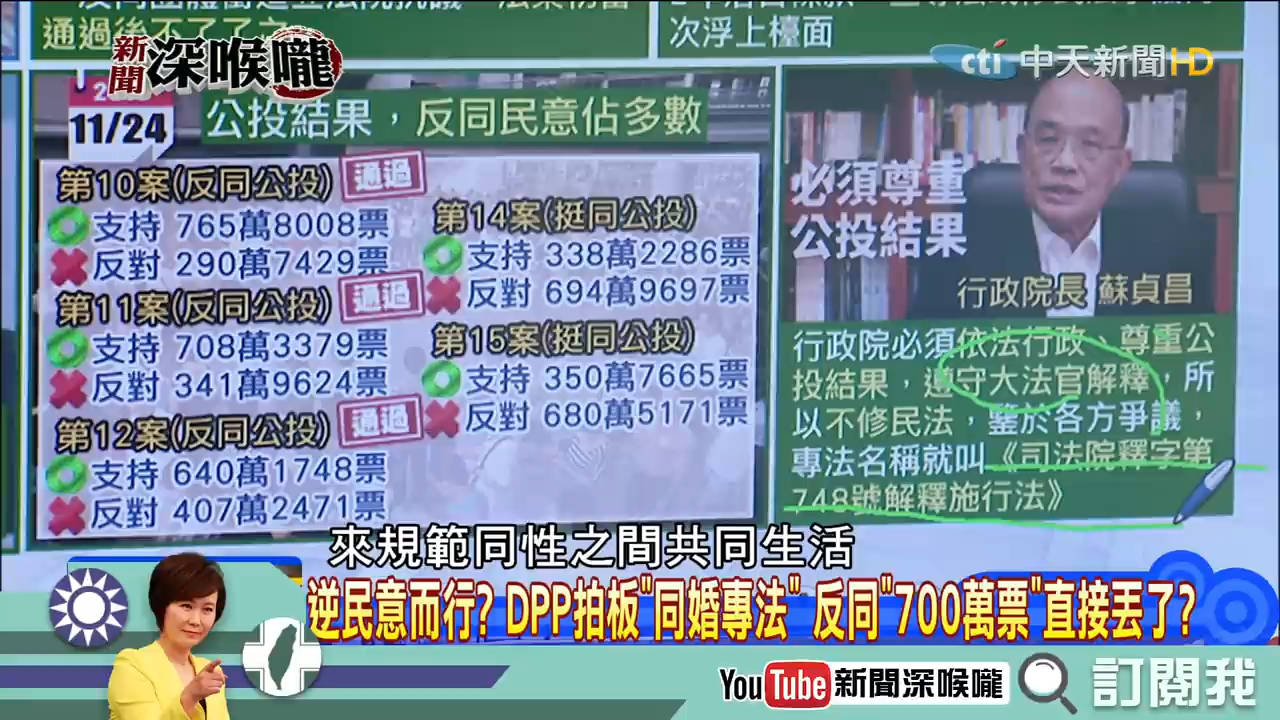 通過後不了了之
次浮上檯面
新聞深喉嚨
cti 中天新聞HD
11/24
公投結果，反同民意佔多數
第10案(反同公投) 通過
支持 765萬8008票
反對 290萬7429票
第11案(反同公投) 通過
支持 708萬3379票
反對 341萬9624票
第12案(反同公投) 通過
支持 640萬1748票
反對 407萬2471票
第14案(挺同公投)
支持 338萬2286票
反對 694萬9697票
第15案(挺同公投)
支持 350萬7665票
反對 680萬5171票
必須尊重
公投結果
行政院長 蘇貞昌
行政院必須依法行政、尊重公
投結果，遵守大法官解釋，所
以不修民法，鑒於各方爭議，
專法名稱就叫《司法院釋字第
748號解釋施行法》
來規範同性之間共同生活
逆民意而行? DPP拍板"同婚專法" 反同"700萬票"直接丟了?
YouTube 新聞深喉嚨 訂閱我